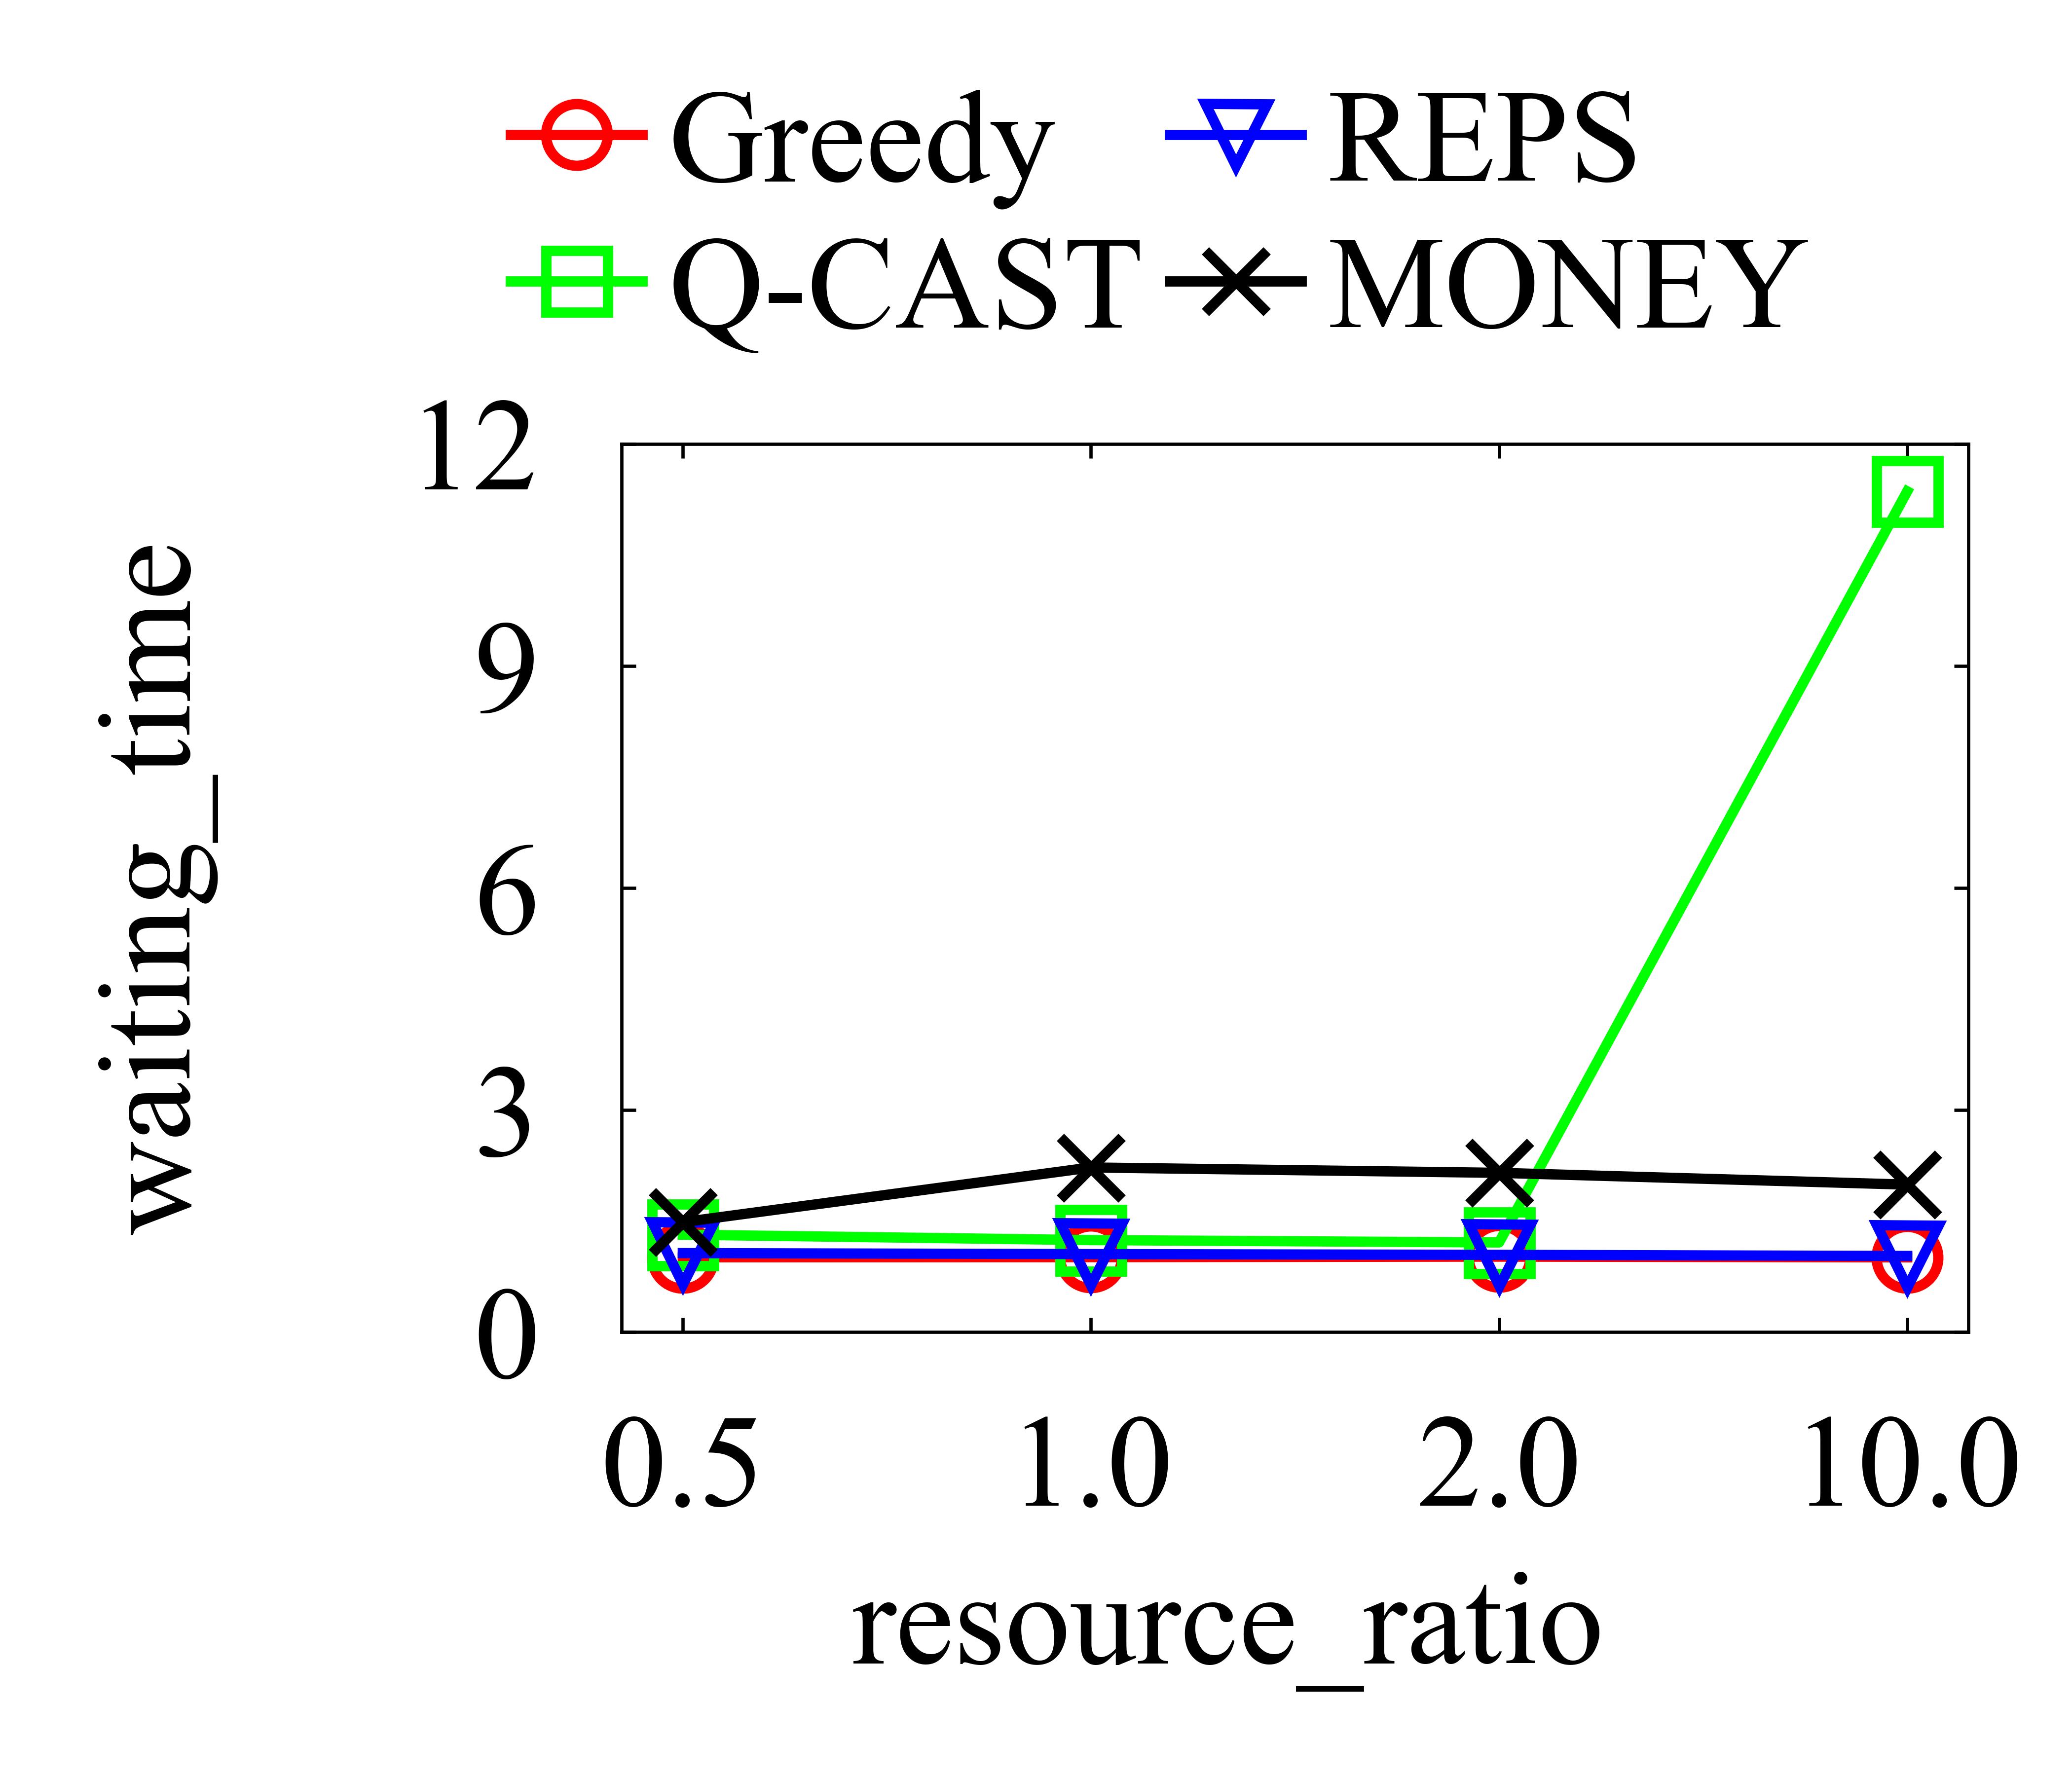 Greedy REPS
Q-CAST MONEY
12
9
6
3
0
waiting_time
0.5 1.0 2.0 10.0
resource_ratio